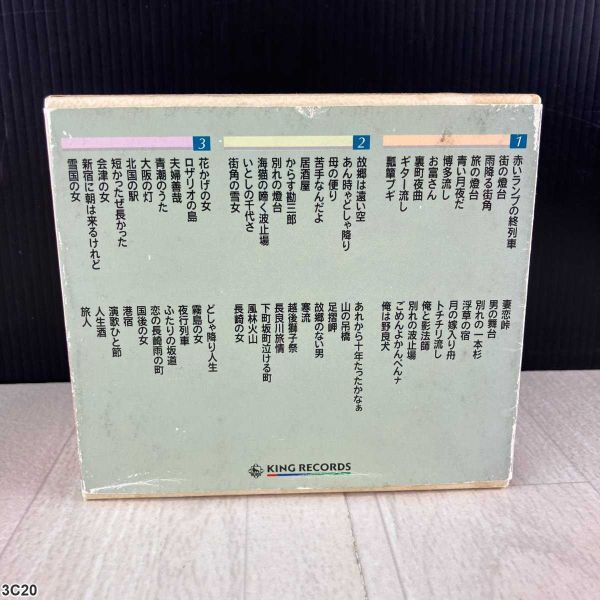 1
赤いランプの終列車
街の燈台
雨降る街角
旅の燈台
青い月夜だ
博多流し
お富さん
裏町夜曲
ギター流し
瓢箪ブギ
妻恋峠
男の舞台
別れの一本杉
浮草の宿
月の嫁入り舟
トチチリ流し
俺と影法師
別れの波止場
ごめんよかんべんナ
俺は野良犬
2
故郷は遠い空
あん時ゃどしゃ降り
母の便り
苦手なんだよ
居酒屋
からす勘三郎
別れの燈台
海猫の啼く波止場
いとしの千代さ
街角の雪女
あれから十年たったかなぁ
山の吊橋
足摺岬
故郷のない男
寒流
越後獅子祭
長良川旅情
下町坂町泣ける町
風林火山
長崎の女
3
花かげの女
ロザリオの島
夫婦善哉
青潮のうた
大阪の灯
北国の駅
短かったぜ長かった
会津の女
新宿に朝は来るけれど
雪国の女
どしゃ降り人生
霧島の女
夜行列車
ふたりの坂道
恋の長崎雨の町
国後の女
港宿
演歌ひと節
人生酒
旅人
KING RECORDS
3C20